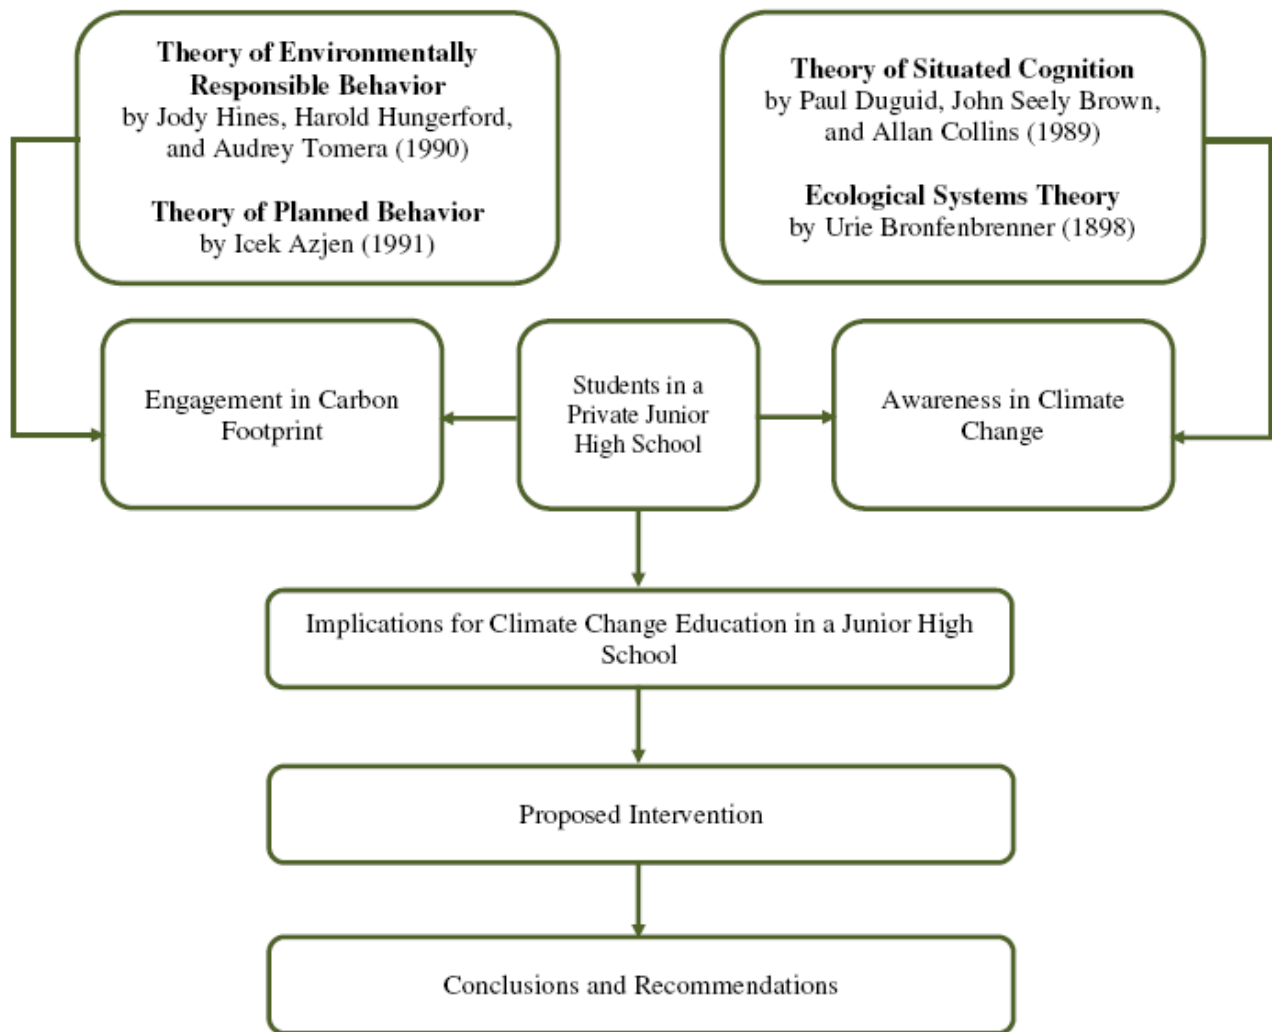 Theory of Environmentally
Responsible Behavior
by Jody Hines, Harold Hungerford,
and Audrey Tomera (1990)
Theory of Planned Behavior
by Icek Azjen (1991)
Theory of Situated Cognition
by Paul Duguid, John Seely Brown,
and Allan Collins (1989)
Ecological Systems Theory
by Urie Bronfenbrenner (1898)
Engagement in Carbon
Footprint
Students in a
Private Junior
High School
Awareness in Climate
Change
Implications for Climate Change Education in a Junior High
School
Proposed Intervention
Conclusions and Recommendations